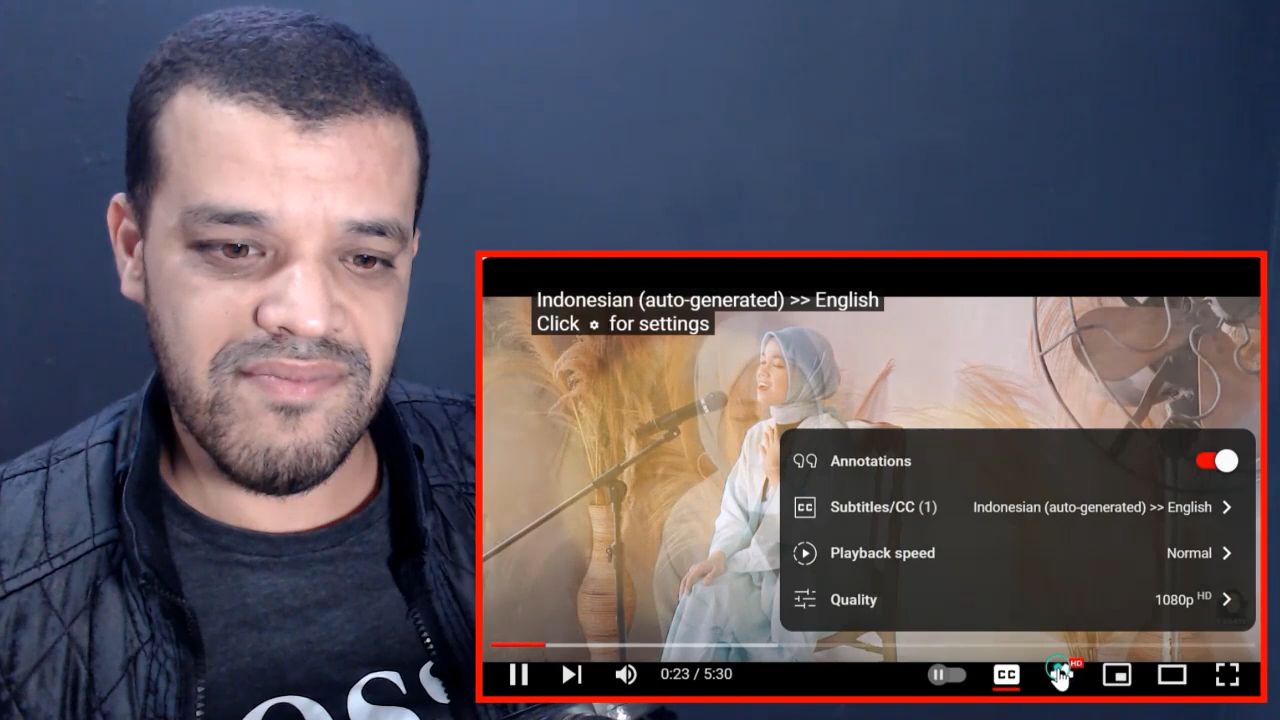 Indonesian (auto-generated) >> English
Click for settings
Annotations
Subtitles/CC (1) Indonesian (auto-generated) >> English
Playback speed Normal
Quality 1080p HD
0:23 / 5:30
CC
HD
os